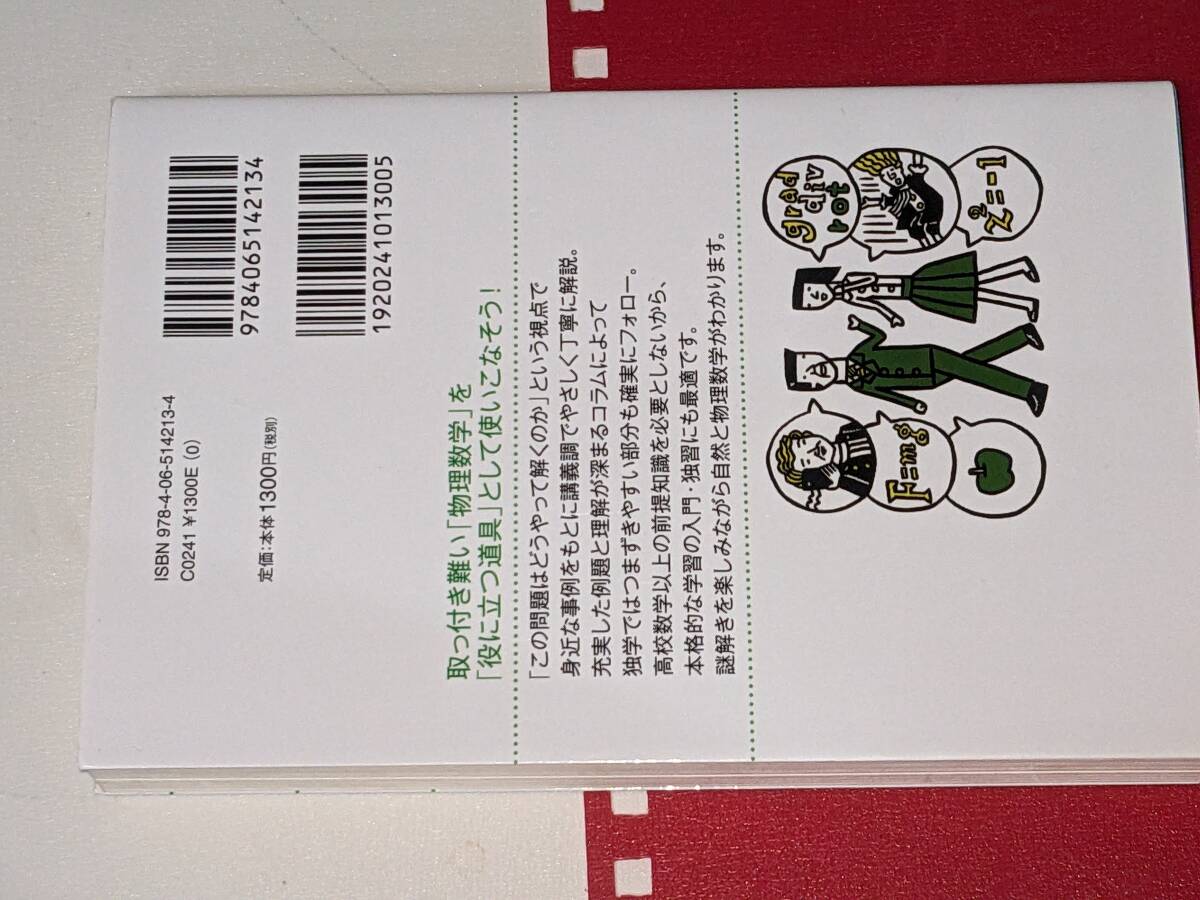 9784065142134
1920241013005
ISBN 978-4-06-514213-4
C0241 ¥1300E (0)
定価:本体1300円(税別)
取っ付き難い「物理数学」を
「役に立つ道具」として使いこなそう!
「この問題はどうやって解くのか」という視点で
身近な事例をもとに講義調でやさしく丁寧に解説。
充実した例題と理解が深まるコラムによって
独学ではつまずきやすい部分も確実にフォロー。
高校数学以上の前提知識を必要としないから、
本格的な学習の入門・独習にも最適です。
謎解きを楽しみながら自然と物理数学がわかります。
grad
div
rot
z²=-1
F=mg